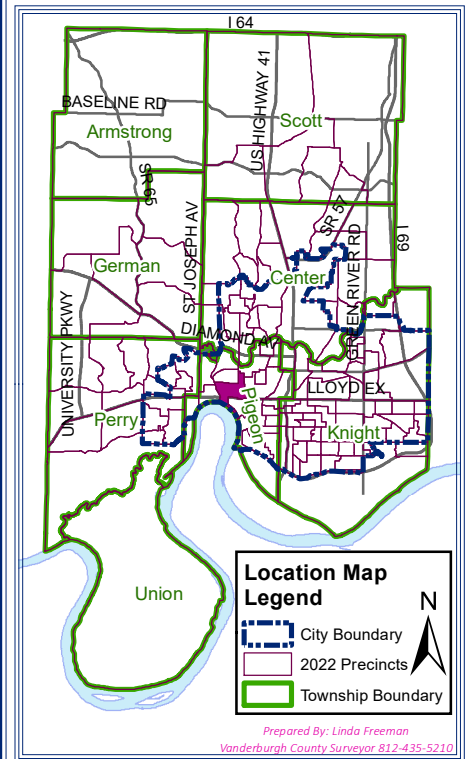 I 64
US HIGHWAY 41
BASELINE RD
Scott
Armstrong
SR 65
ST JOSEPH AV
SR 57
I 69
GREEN RIVER RD
German
Center
UNIVERSITY PKWY
DIAMOND AV
LLOYD EX
Perry
Pigeon
Knight
Union
Location Map
Legend
N
City Boundary
2022 Precincts
Township Boundary
Prepared By: Linda Freeman
Vanderburgh County Surveyor 812-435-5210